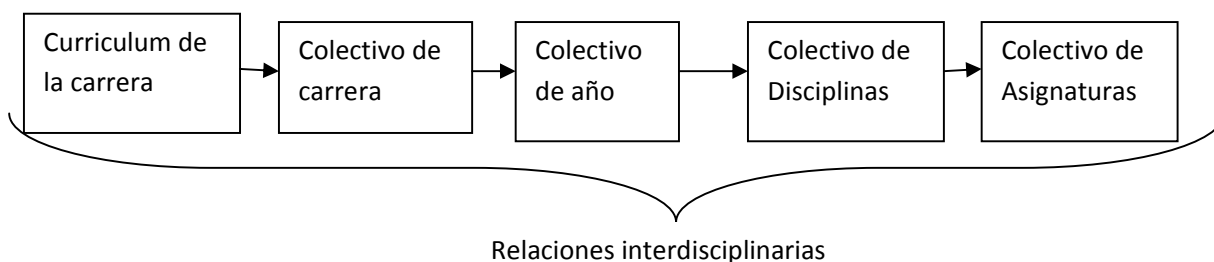 Curriculum de
la carrera
Colectivo de
carrera
Colectivo
de año
Colectivo de
Disciplinas
Colectivo de
Asignaturas
Relaciones interdisciplinarias